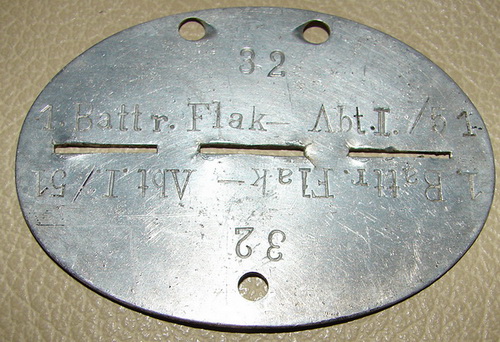 32
1. Battr. Flak- Abt.I./51
1. Battr. Flak- Abt.I/51
32